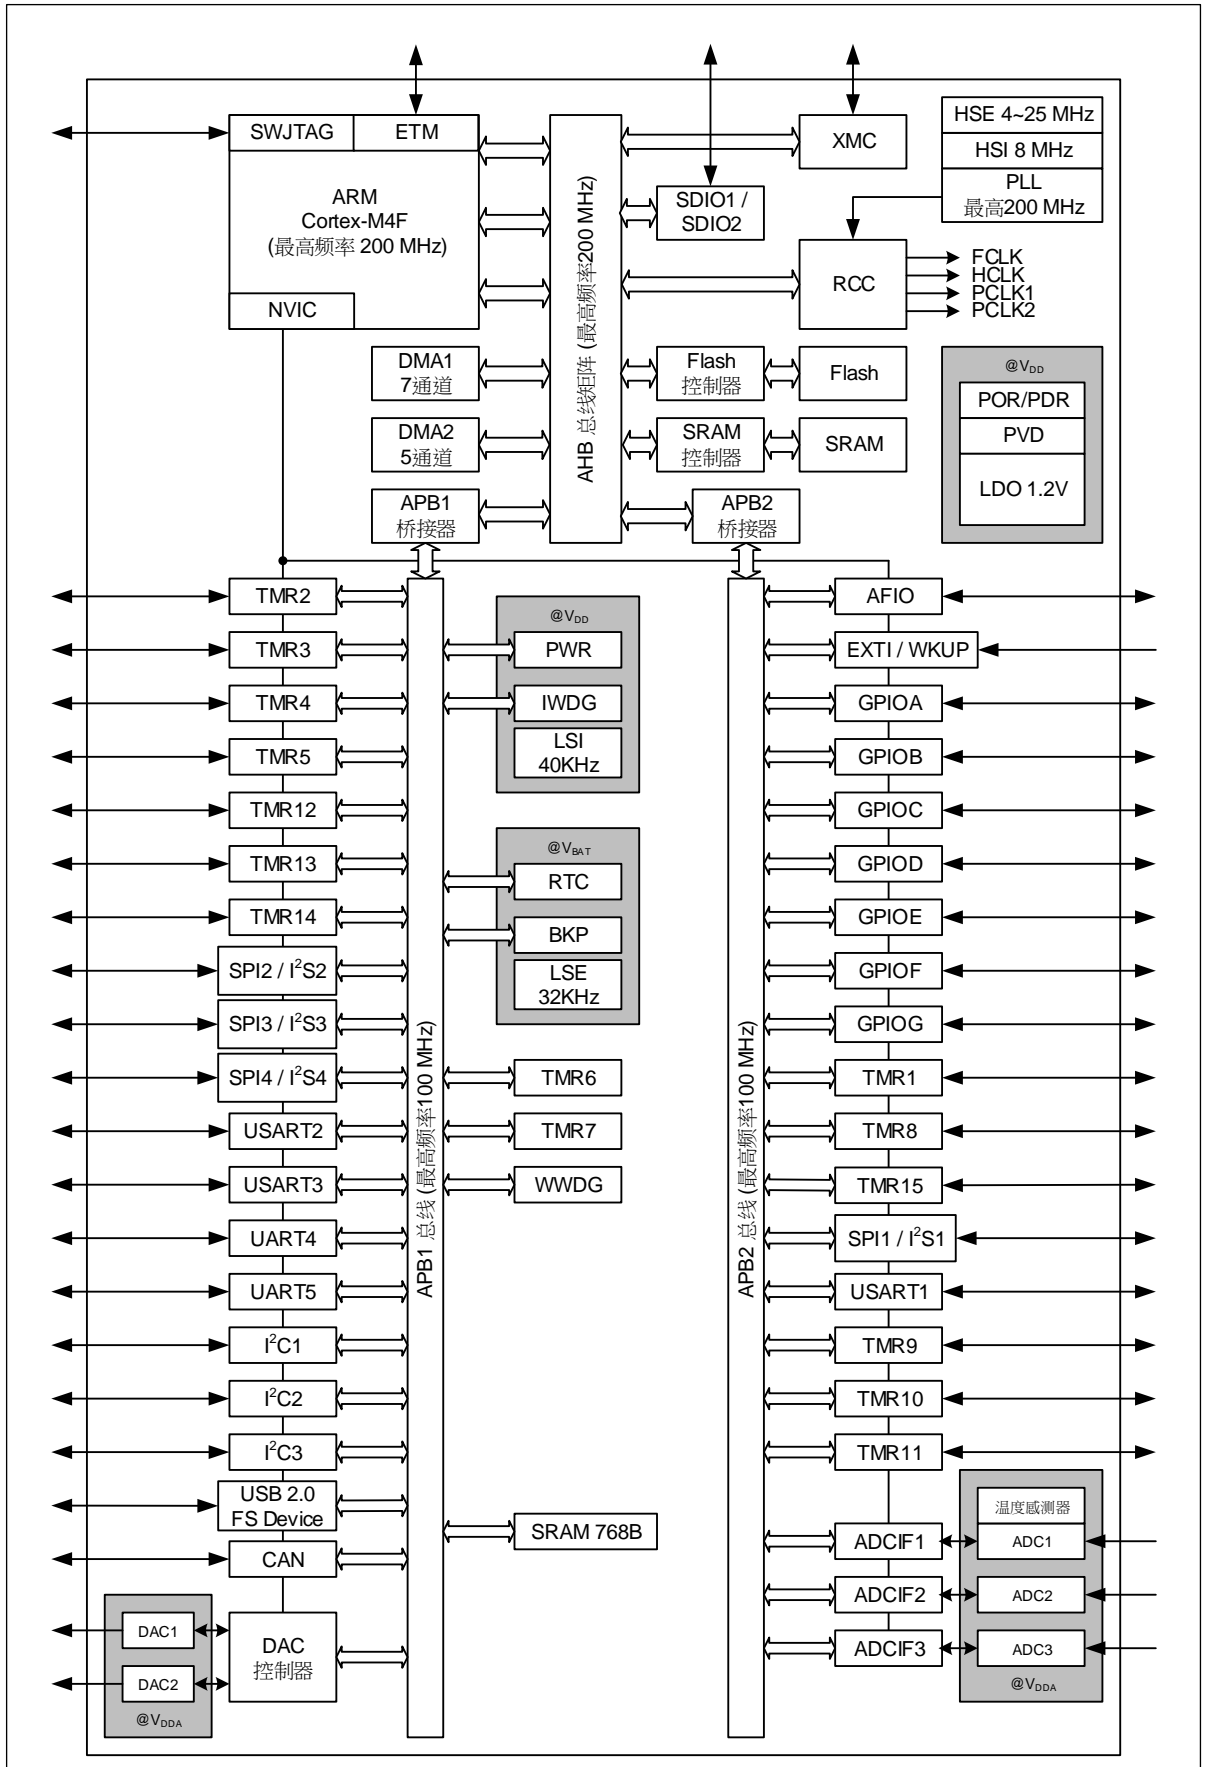 SWJTAG
ETM
ARM
Cortex-M4F
(最高频率 200 MHz)
NVIC
AHB 总线矩阵 (最高频率200 MHz)
XMC
SDIO1 /
SDIO2
HSE 4~25 MHz
HSI 8 MHz
PLL
最高200 MHz
RCC
FCLK
HCLK
PCLK1
PCLK2
DMA1
7通道
DMA2
5通道
Flash
控制器
Flash
SRAM
控制器
SRAM
@VDD
POR/PDR
PVD
LDO 1.2V
APB1
桥接器
APB2
桥接器
TMR2
TMR3
TMR4
TMR5
TMR12
TMR13
TMR14
SPI2 / I²S2
SPI3 / I²S3
SPI4 / I²S4
USART2
USART3
UART4
UART5
I²C1
I²C2
I²C3
USB 2.0
FS Device
CAN
DAC1
DAC2
@VDDA
DAC
控制器
APB1 总线 (最高频率100 MHz)
@VDD
PWR
IWDG
LSI
40KHz
@VBAT
RTC
BKP
LSE
32KHz
TMR6
TMR7
WWDG
SRAM 768B
APB2 总线 (最高频率100 MHz)
AFIO
EXTI / WKUP
GPIOA
GPIOB
GPIOC
GPIOD
GPIOE
GPIOF
GPIOG
TMR1
TMR8
TMR15
SPI1 / I²S1
USART1
TMR9
TMR10
TMR11
ADCIF1
ADCIF2
ADCIF3
温度感测器
ADC1
ADC2
ADC3
@VDDA